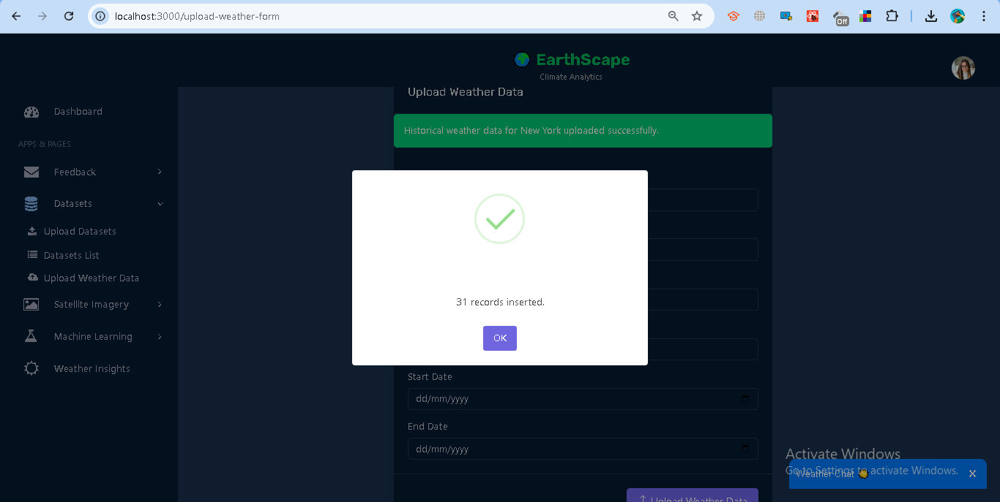 localhost:3000/upload-weather-form
Off
EarthScape
Climate Analytics
Upload Weather Data
Dashboard
APPS & PAGES
Feedback
Datasets
Upload Datasets
Datasets List
Upload Weather Data
Satellite Imagery
Machine Learning
Weather Insights
Historical weather data for New York uploaded successfully.
31 records inserted.
OK
Start Date
dd/mm/yyyy
End Date
dd/mm/yyyy
Upload Weather Data
Activate Windows
Go to Settings to activate Windows.
Weather Chat
X